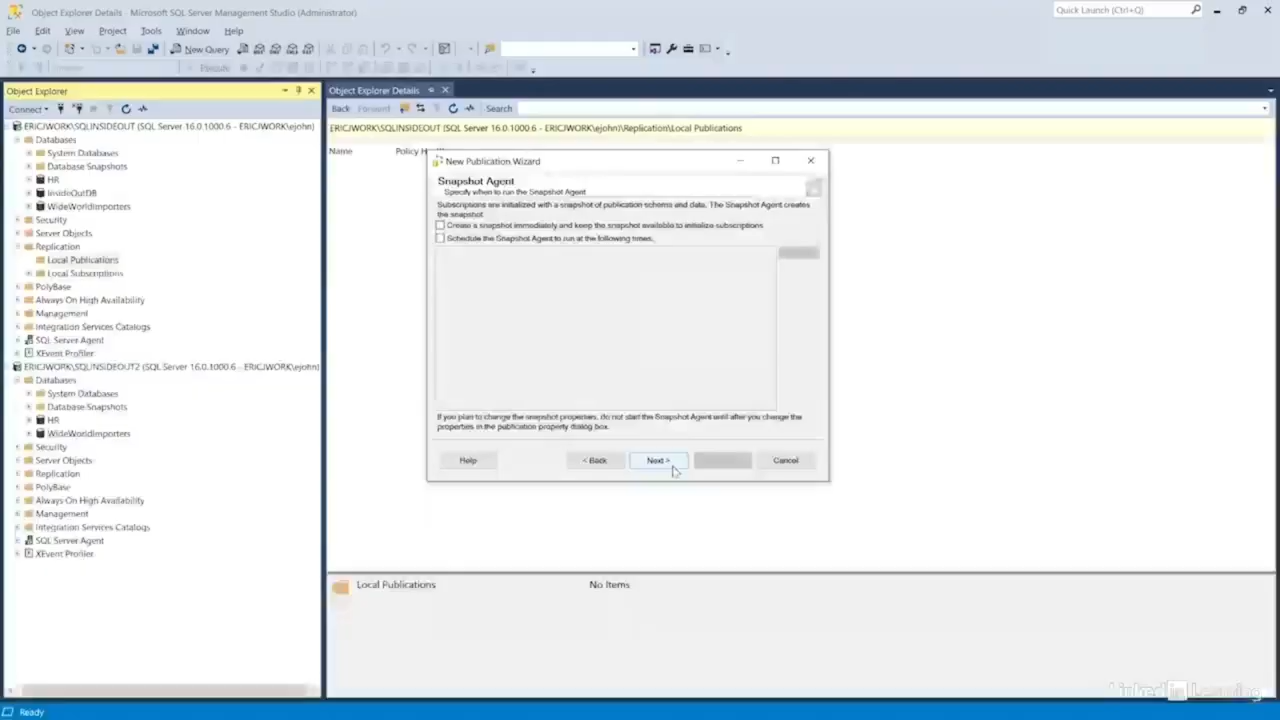 Object Explorer Details - Microsoft SQL Server Management Studio (Administrator)
Quick Launch (Ctrl+Q)
File Edit View Project Tools Window Help
New Query
Execute
Object Explorer
Object Explorer Details
Connect
Back Forward Search
ERICJWORK\SQLINSIDEOUT (SQL Server 16.0.1000.6 - ERICJWORK\ejohn)
ERICJWORK\SQLINSIDEOUT (SQL Server 16.0.1000.6 - ERICJWORK\ejohn)\Replication\Local Publications
Databases
System Databases
Database Snapshots
HR
InsideOutDB
WideWorldImporters
Security
Server Objects
Replication
Local Publications
Local Subscriptions
PolyBase
Always On High Availability
Management
Integration Services Catalogs
SQL Server Agent
XEvent Profiler
ERICJWORK\SQLINSIDEOUT2 (SQL Server 16.0.1000.6 - ERICJWORK\ejohn)
Databases
System Databases
Database Snapshots
HR
WideWorldImporters
Security
Server Objects
Replication
PolyBase
Always On High Availability
Management
Integration Services Catalogs
SQL Server Agent
XEvent Profiler
Name Policy H
New Publication Wizard
Snapshot Agent
Specify when to run the Snapshot Agent
Subscriptions are initialized with a snapshot of publication schema and data. The Snapshot Agent creates
the snapshot
Create a snapshot immediately and keep the snapshot available to initialize subscriptions
Schedule the Snapshot Agent to run at the following times.
If you plan to change the snapshot properties, do not start the Snapshot Agent until after you change the
properties in the publication property dialog box.
Help < Back Next > Cancel
Local Publications No Items
Linked in Learning
Ready